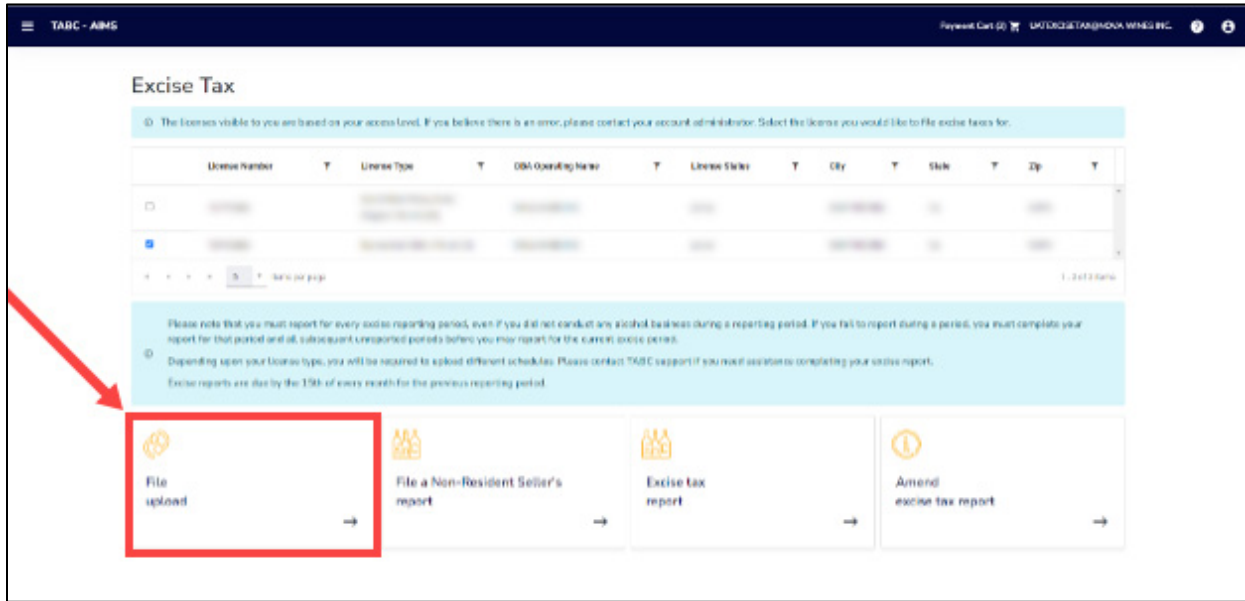 TABC - AIMS
Payment Cart (0)
Excise Tax
The licenses visible to you are based on your access level. If you believe there is an error, please contact your account administrator. Select the license you would like to file excise taxes for.
License Number License Type DBA Operating Name License Status City State Zip
5 items per page
Please note that you must report for every excise reporting period, even if you did not conduct any alcohol business during a reporting period. If you fail to report during a period, you must complete your
report for that period and all subsequent unreported periods before you may report for the current excise period.
Depending upon your license type, you will be required to upload different schedules. Please contact TABC support if you need assistance completing your excise report.
Excise reports are due by the 15th of every month for the previous reporting period.
File
upload
File a Non-Resident Seller's
report
Excise tax
report
Amend
excise tax report